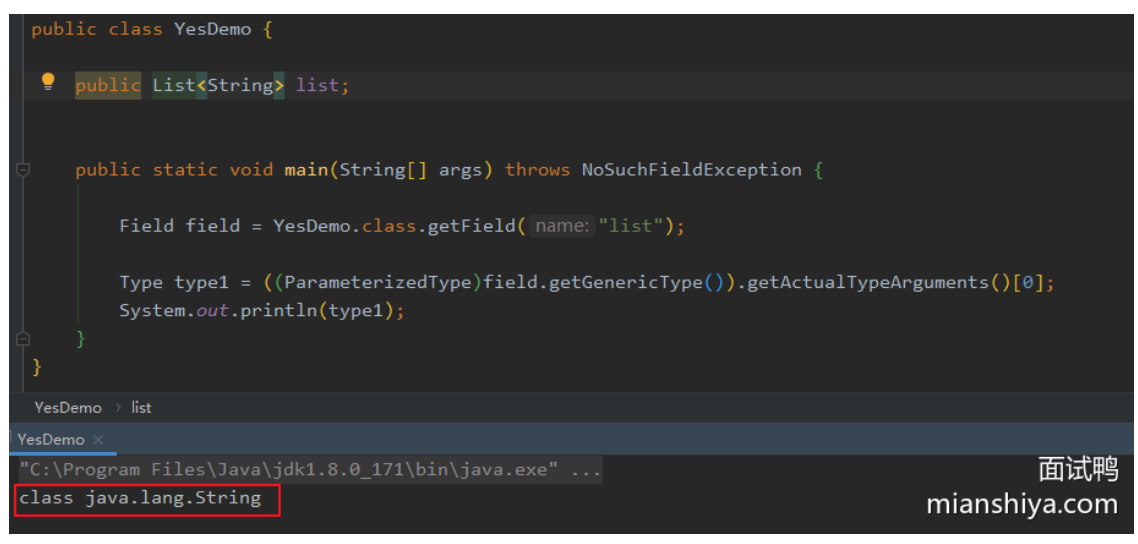 public class YesDemo {
public List<String> list;
public static void main(String[] args) throws NoSuchFieldException {
Field field = YesDemo.class.getField( name: "list");
Type type1 = ((ParameterizedType)field.getGenericType()).getActualTypeArguments()[0];
System.out.println(type1);
}
}
YesDemo › list
YesDemo ×
"C:\Program Files\Java\jdk1.8.0_171\bin\java.exe" ...
class java.lang.String
面试鸭
mianshiya.com